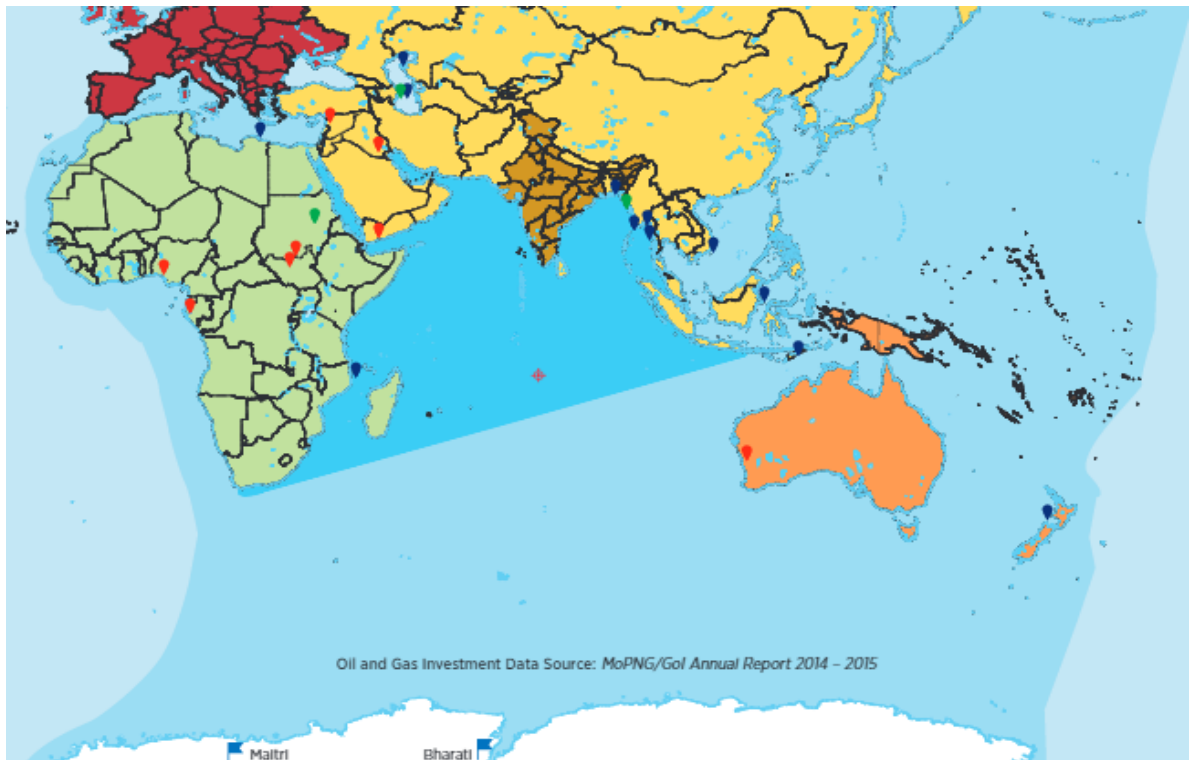 Oil and Gas Investment Data Source: MoPNG/GoI Annual Report 2014 – 2015
Maitri
Bharati